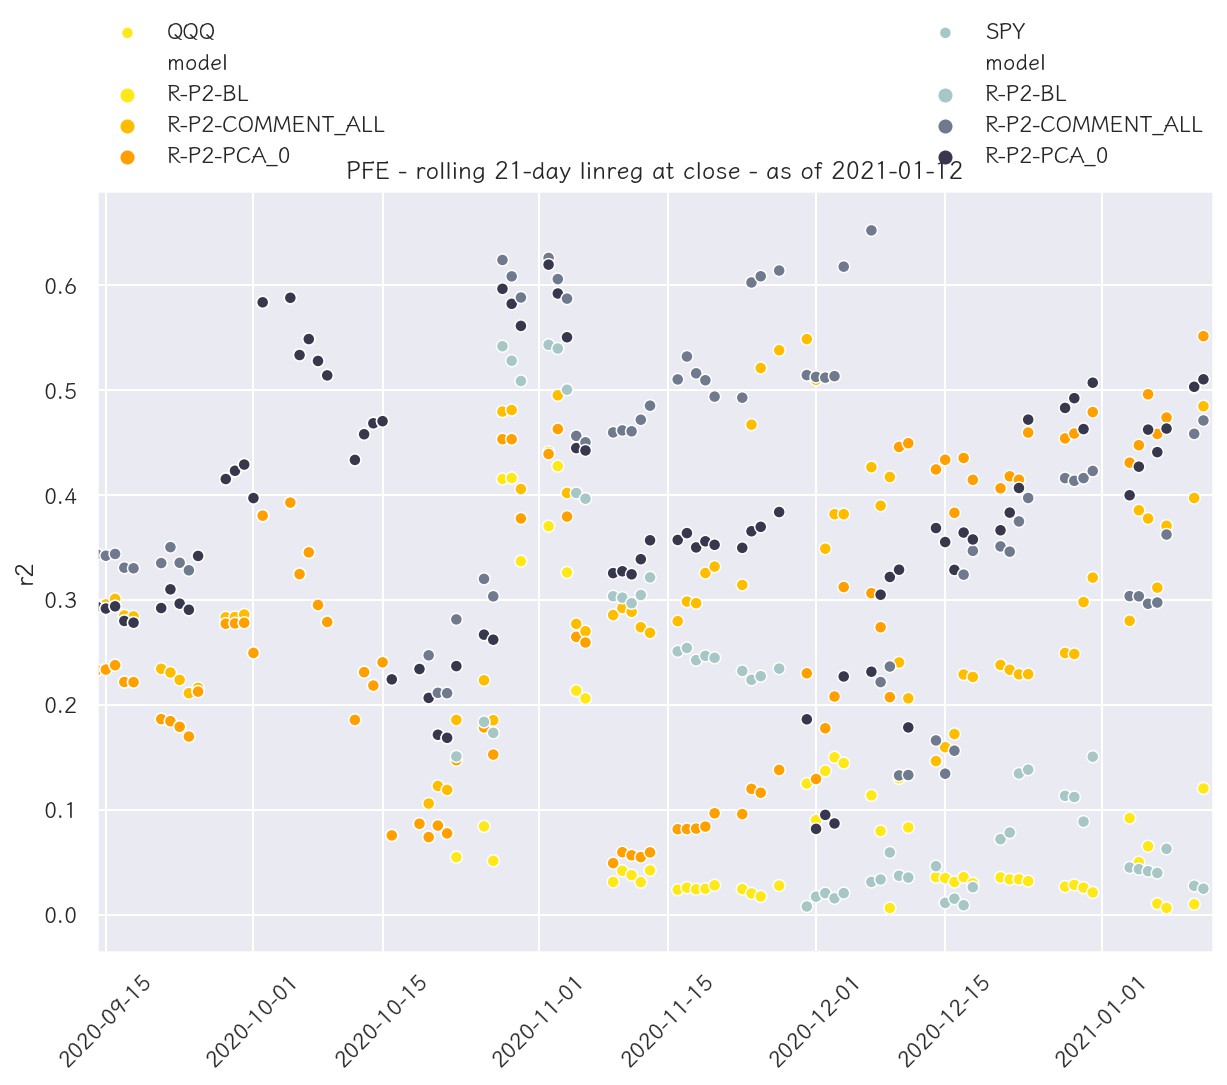 QQQ
model
R-P2-BL
R-P2-COMMENT_ALL
R-P2-PCA_0
SPY
model
R-P2-BL
R-P2-COMMENT_ALL
R-P2-PCA_0
PFE - rolling 21-day linreg at close - as of 2021-01-12
r2
0.6
0.5
0.4
0.3
0.2
0.1
0.0
2020-09-15
2020-10-01
2020-10-15
2020-11-01
2020-11-15
2020-12-01
2020-12-15
2021-01-01